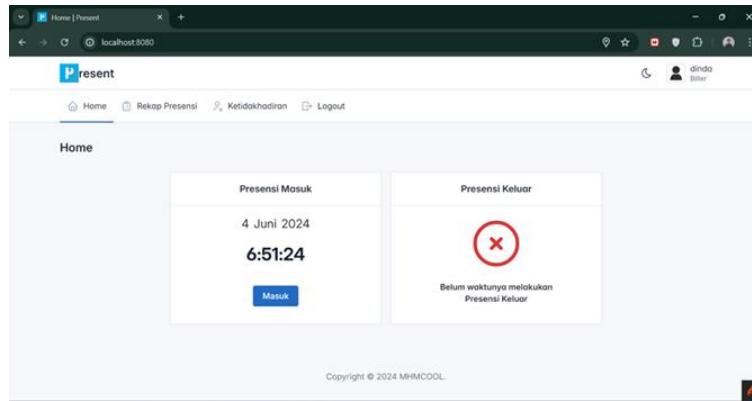 Home | Present
localhost:8080
Present
dinda
Biller
Home
Rekap Presensi
Ketidakhadiran
Logout
Home
Presensi Masuk
4 Juni 2024
6:51:24
Masuk
Presensi Keluar
Belum waktunya melakukan
Presensi Keluar
Copyright © 2024 MHMCOOL.